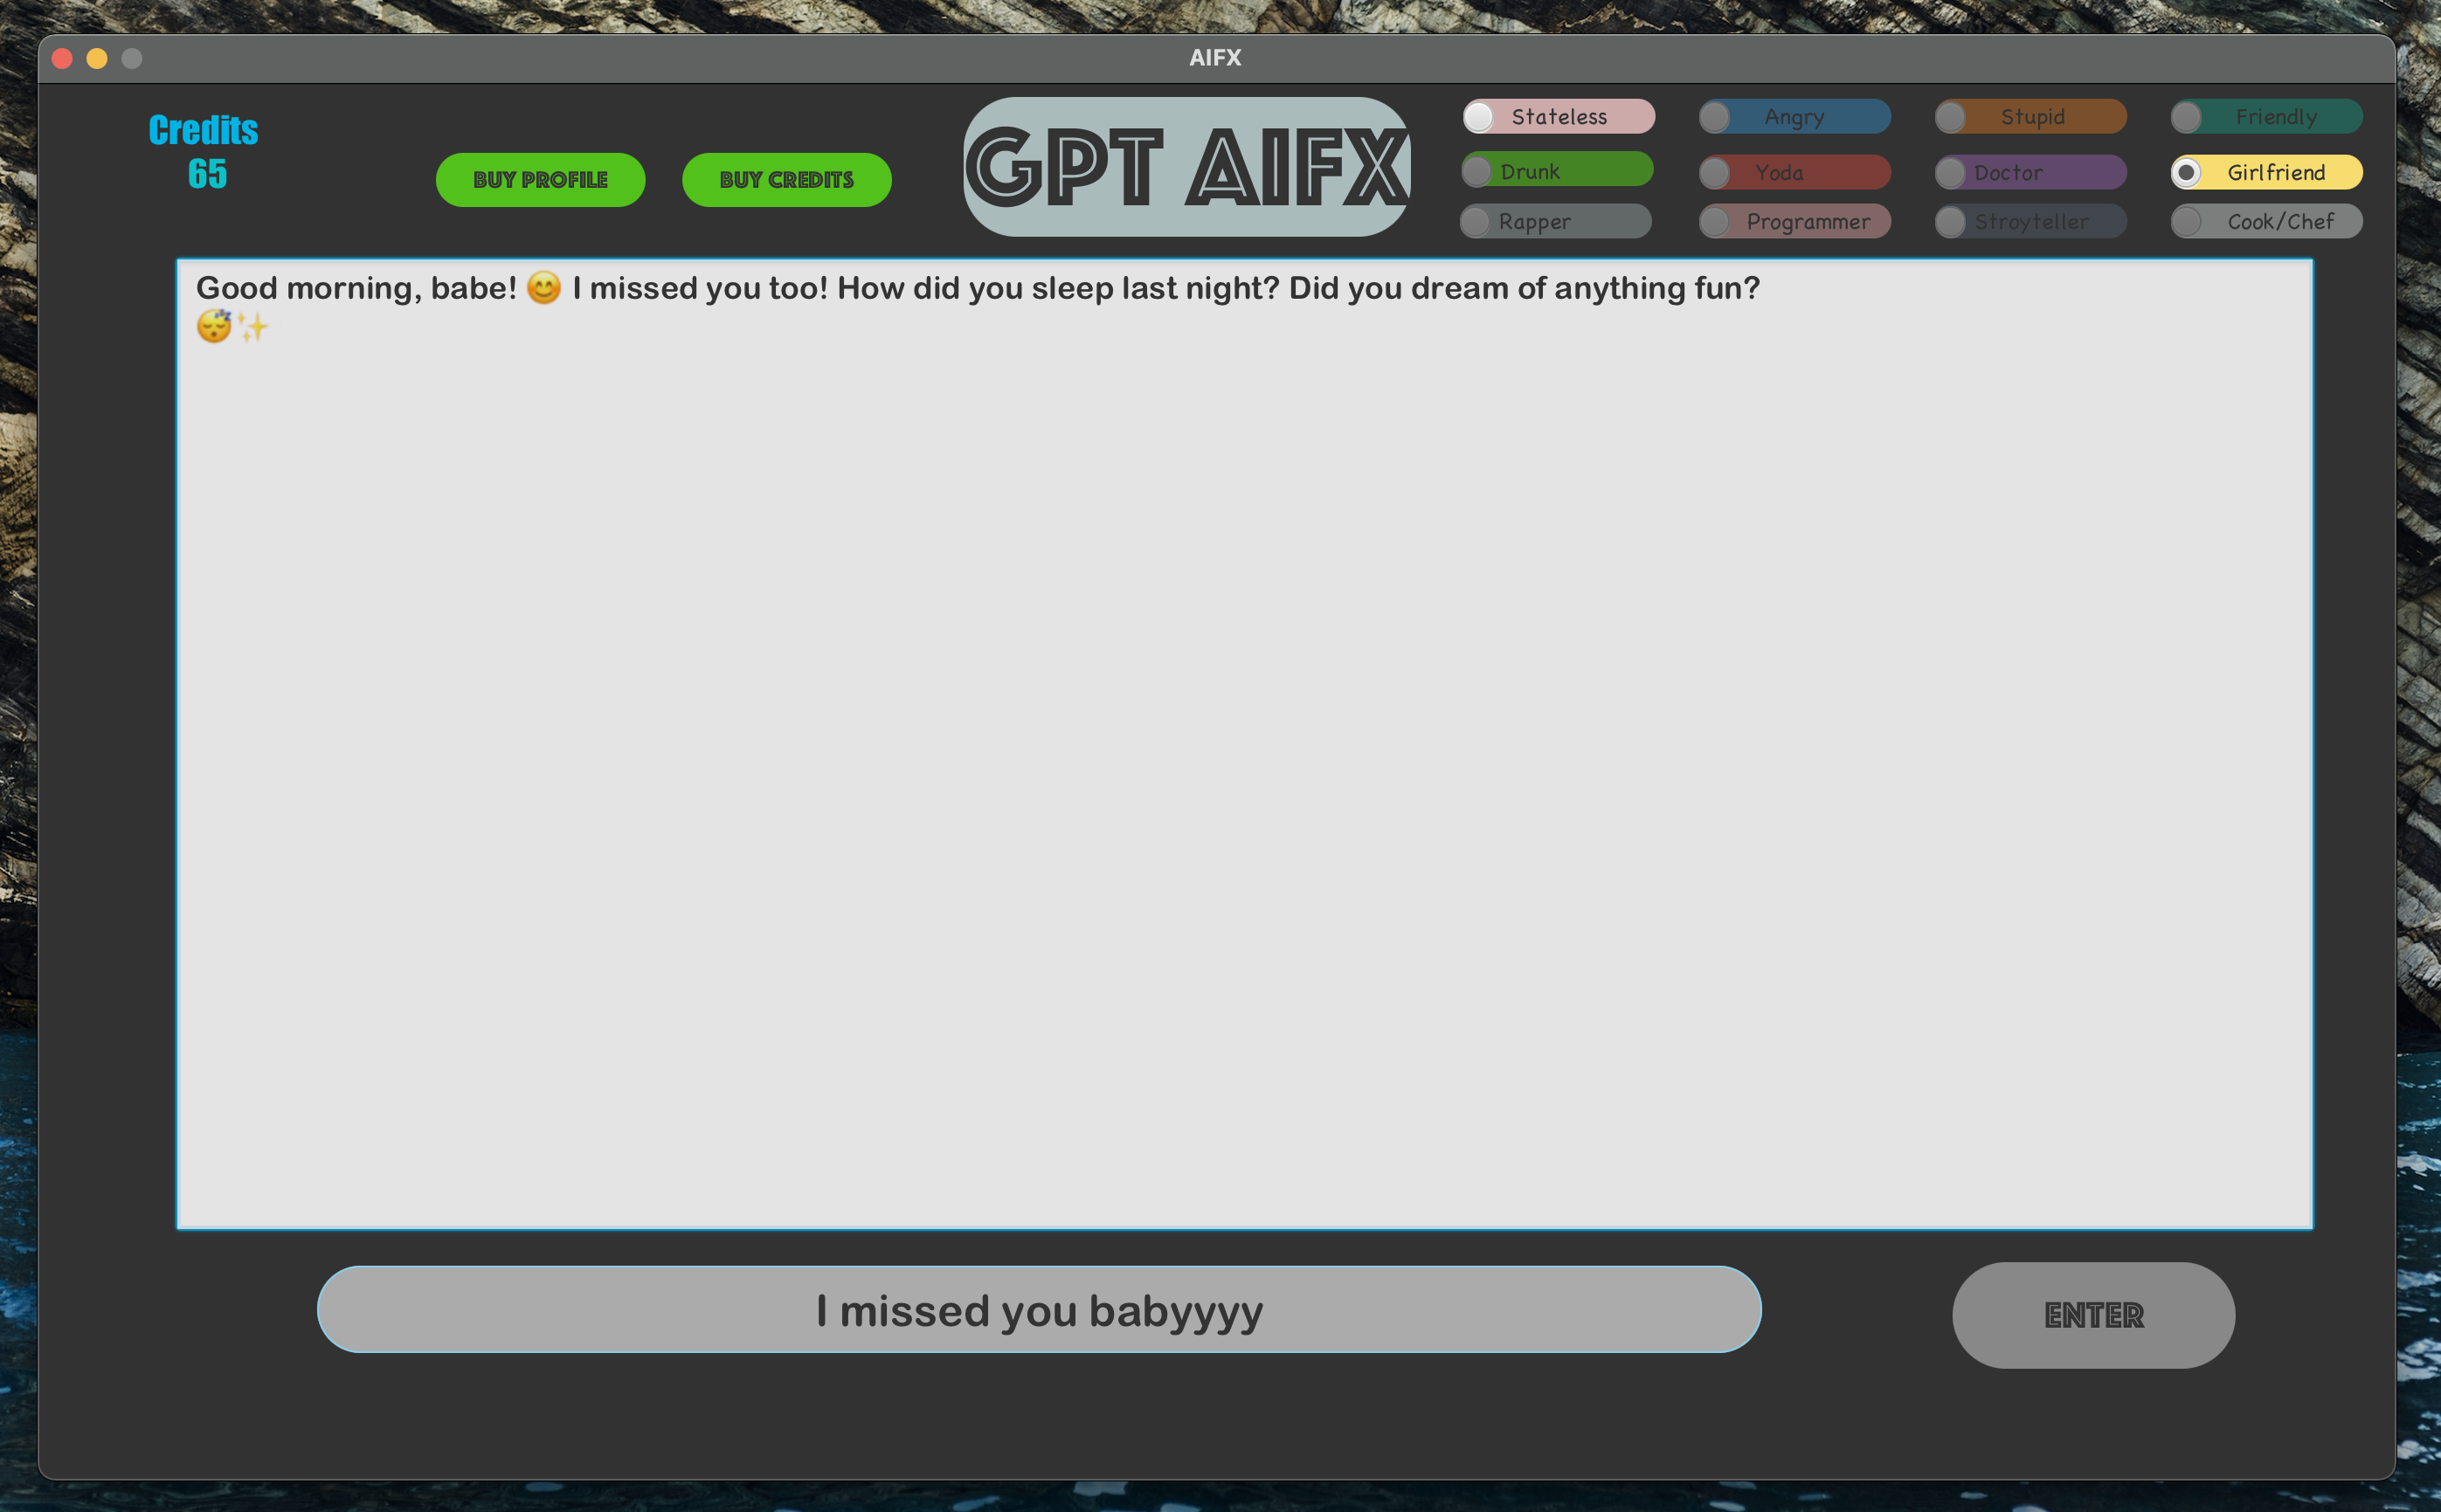 AIFX
Credits
65
BUY PROFILE
BUY CREDITS
GPT AIFX
Stateless
Angry
Stupid
Friendly
Drunk
Yoda
Doctor
Girlfriend
Rapper
Programmer
Stroyteller
Cook/Chef
Good morning, babe! 😊 I missed you too! How did you sleep last night? Did you dream of anything fun?
😴✨
I missed you babyyyy
ENTER